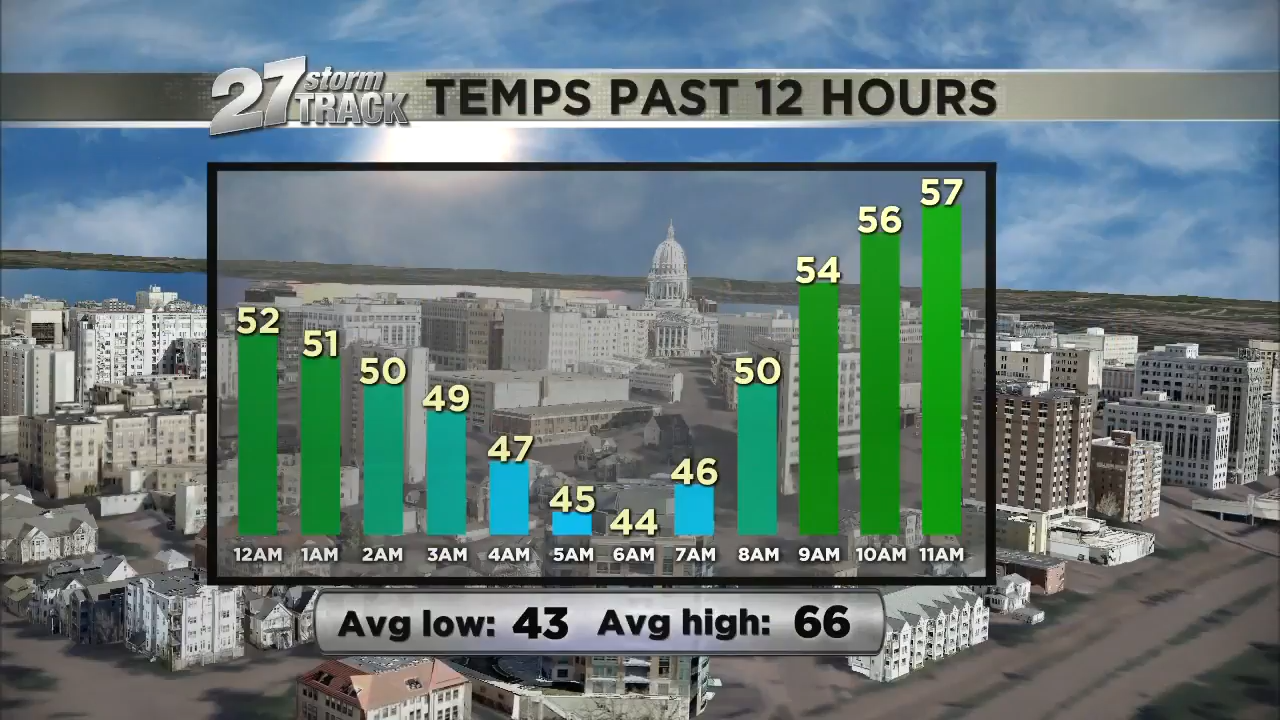 27 storm TRACK TEMPS PAST 12 HOURS
52 51 50 49 47 45 44 46 50 54 56 57
12AM 1AM 2AM 3AM 4AM 5AM 6AM 7AM 8AM 9AM 10AM 11AM
Avg low: 43 Avg high: 66